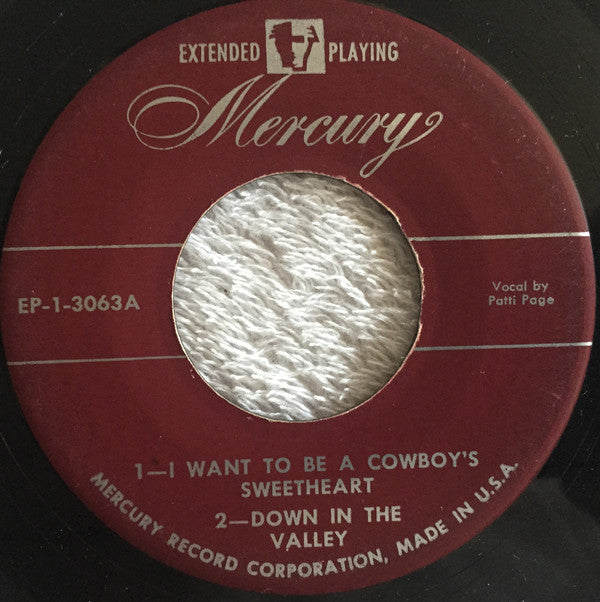 EXTENDED PLAYING
Mercury
EP-1-3063A
Vocal by
Patti Page
1—I WANT TO BE A COWBOY'S
SWEETHEART
2—DOWN IN THE
VALLEY
MERCURY RECORD CORPORATION, MADE IN U.S.A.